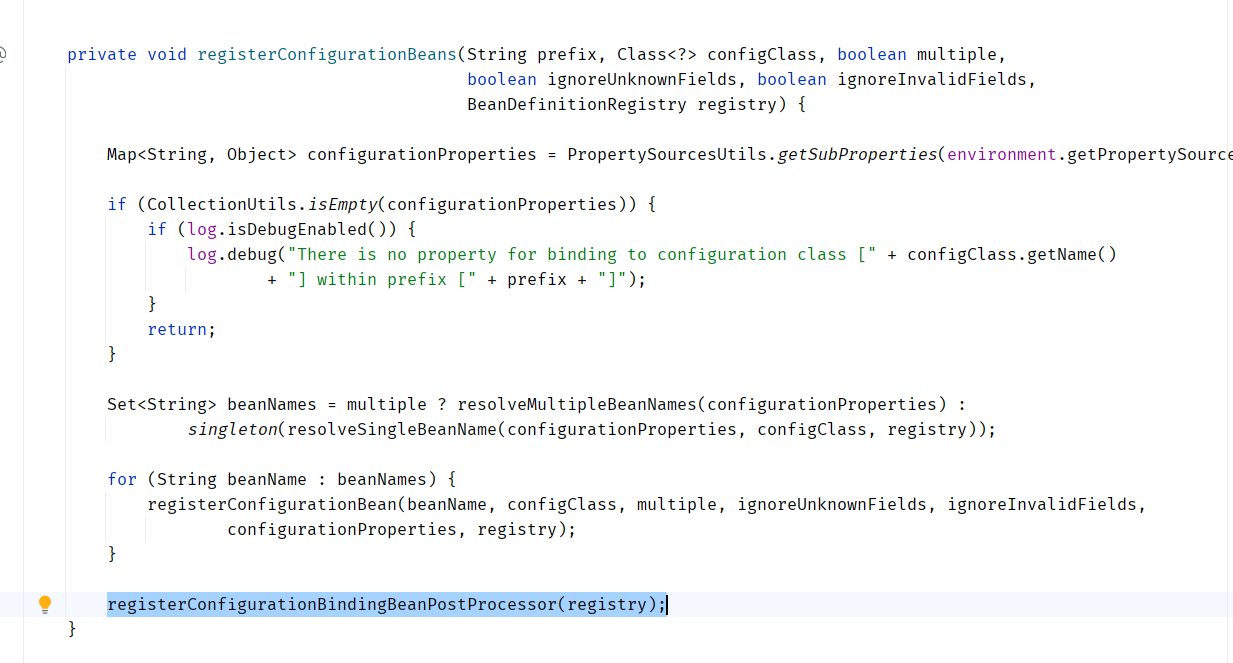 private void registerConfigurationBeans(String prefix, Class<?> configClass, boolean multiple,
boolean ignoreUnknownFields, boolean ignoreInvalidFields,
BeanDefinitionRegistry registry) {
Map<String, Object> configurationProperties = PropertySourcesUtils.getSubProperties(environment.getPropertySource
if (CollectionUtils.isEmpty(configurationProperties)) {
if (log.isDebugEnabled()) {
log.debug("There is no property for binding to configuration class [" + configClass.getName()
+ "] within prefix [" + prefix + "]");
}
return;
}
Set<String> beanNames = multiple ? resolveMultipleBeanNames(configurationProperties) :
singleton(resolveSingleBeanName(configurationProperties, configClass, registry));
for (String beanName : beanNames) {
registerConfigurationBean(beanName, configClass, multiple, ignoreUnknownFields, ignoreInvalidFields,
configurationProperties, registry);
}
registerConfigurationBindingBeanPostProcessor(registry);
}